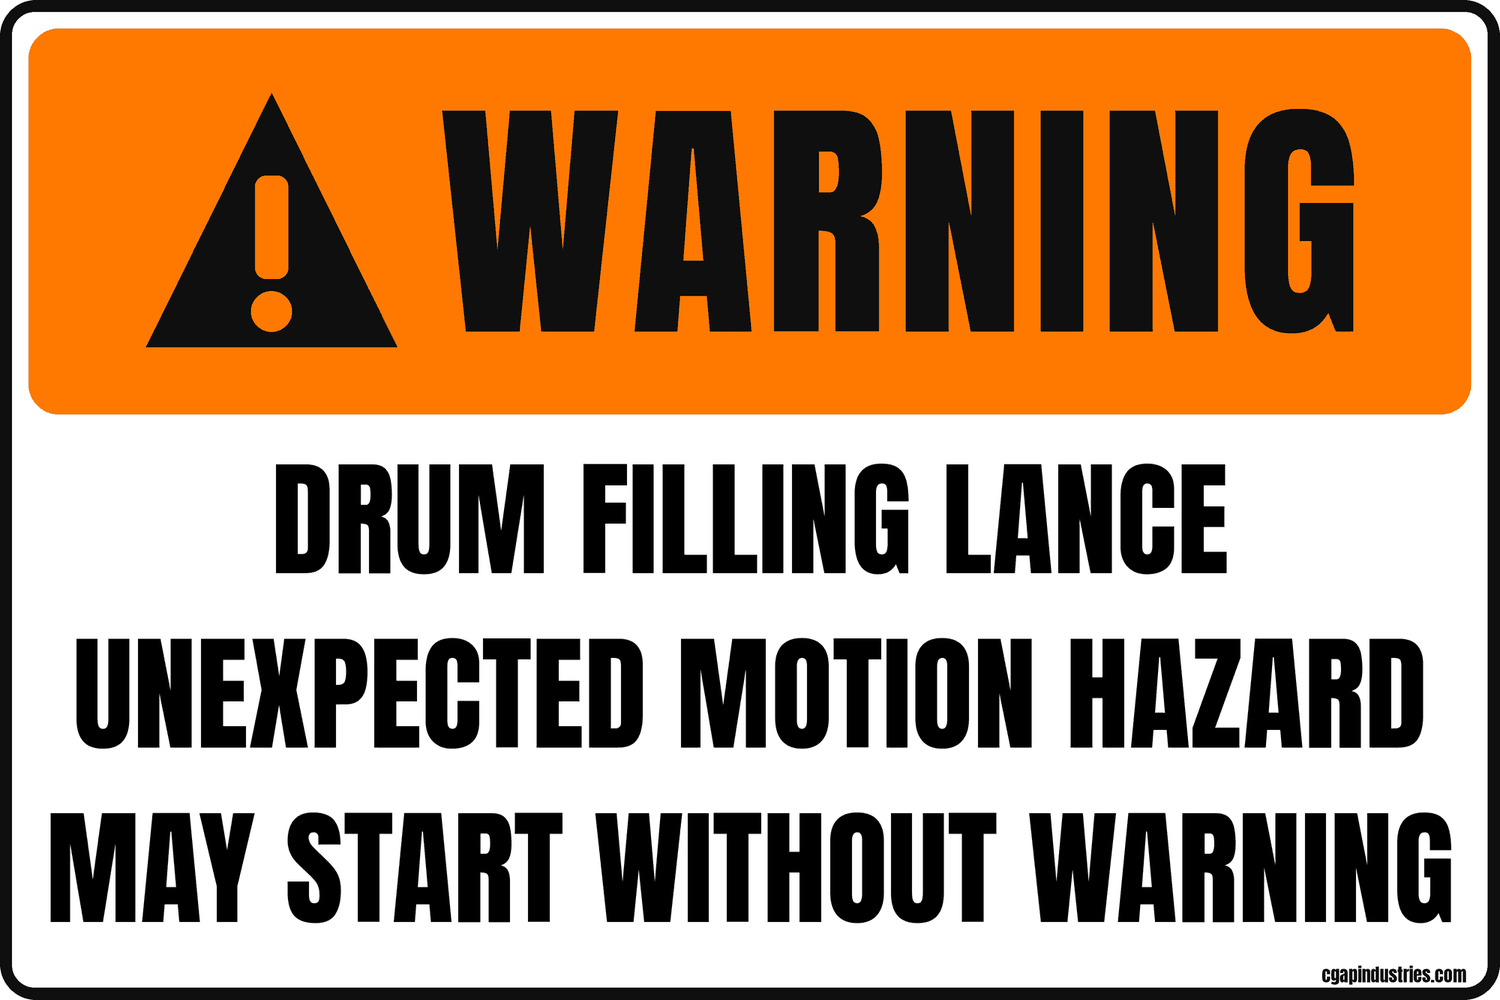 WARNING
DRUM FILLING LANCE
UNEXPECTED MOTION HAZARD
MAY START WITHOUT WARNING
cgapindustries.com